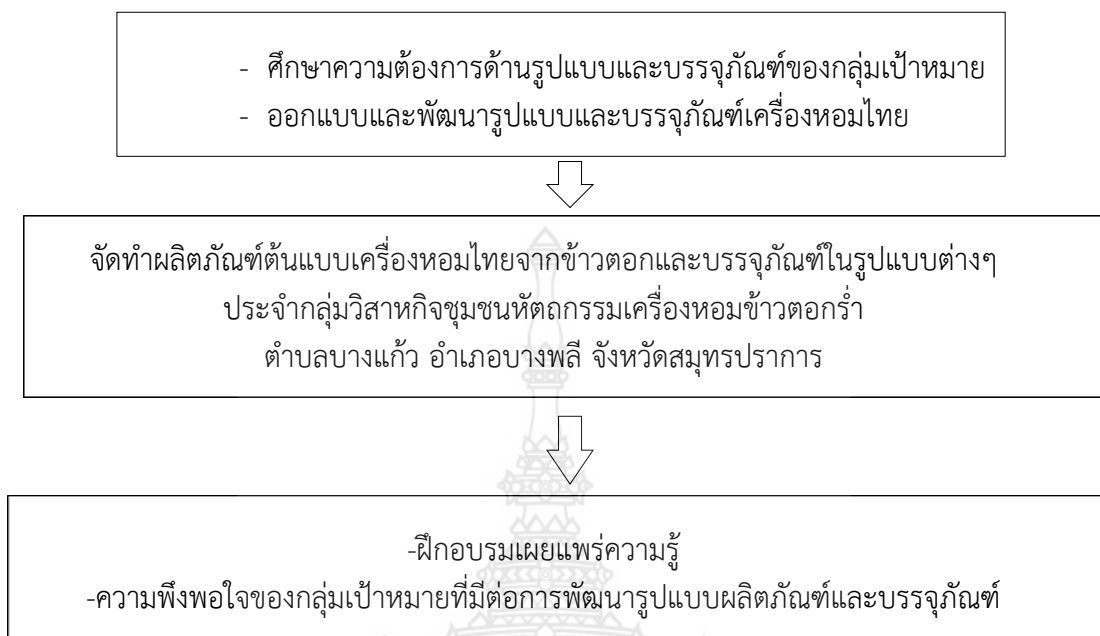 - ศึกษาความต้องการด้านรูปแบบและบรรจุภัณฑ์ของกลุ่มเป้าหมาย
- ออกแบบและพัฒนารูปแบบและบรรจุภัณฑ์เครื่องหอมไทย
จัดทำผลิตภัณฑ์ต้นแบบเครื่องหอมไทยจากข้าวตอกและบรรจุภัณฑ์ในรูปแบบต่างๆ
ประจำกลุ่มวิสาหกิจชุมชนหัตถกรรมเครื่องหอมข้าวตอกร่ำ
ตำบลบางแก้ว อำเภอบางพลี จังหวัดสมุทรปราการ
-ฝึกอบรมเผยแพร่ความรู้
-ความพึงพอใจของกลุ่มเป้าหมายที่มีต่อการพัฒนารูปแบบผลิตภัณฑ์และบรรจุภัณฑ์